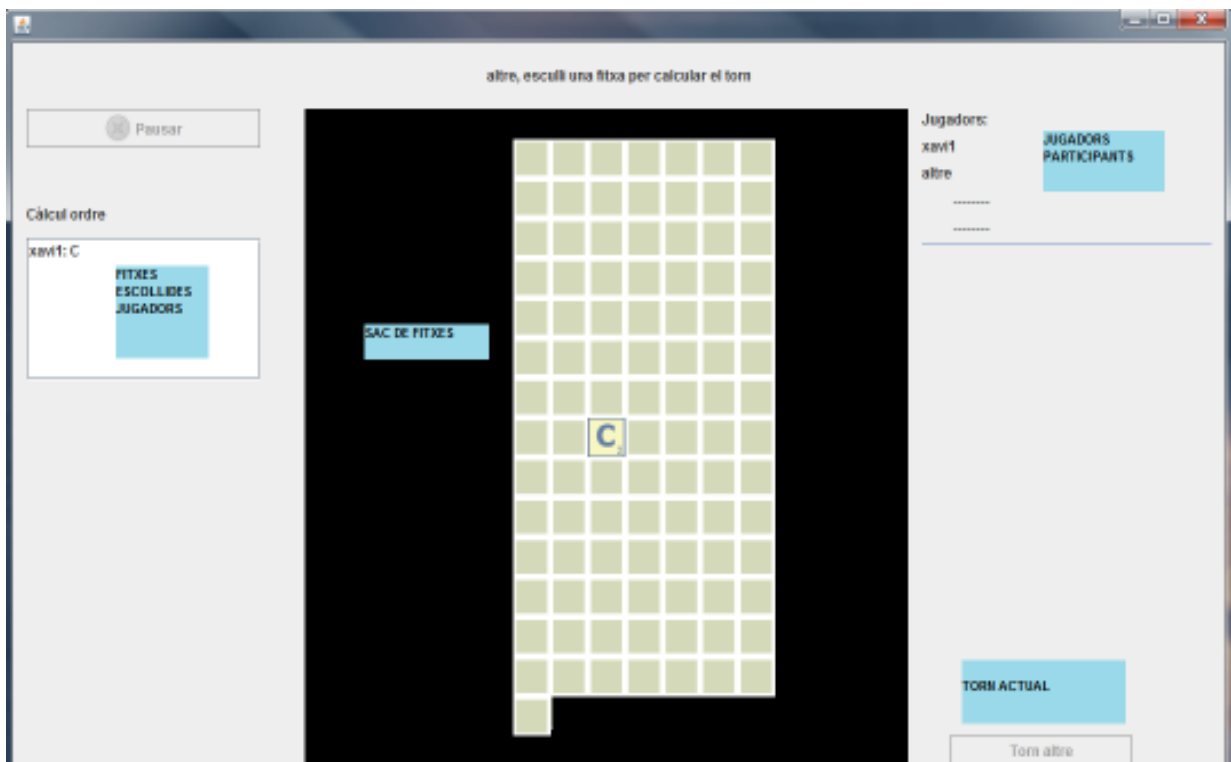 altre, esculli una fitxa per calcular el torn
Pausar
Càlcul ordre
xavi1: C
FITXES
ESCOLLIDES
JUGADORS
SAC DE FITXES
C
Jugadors:
xavi1
altre
--------
--------
JUGADORS
PARTICIPANTS
TORN ACTUAL
Torn altre